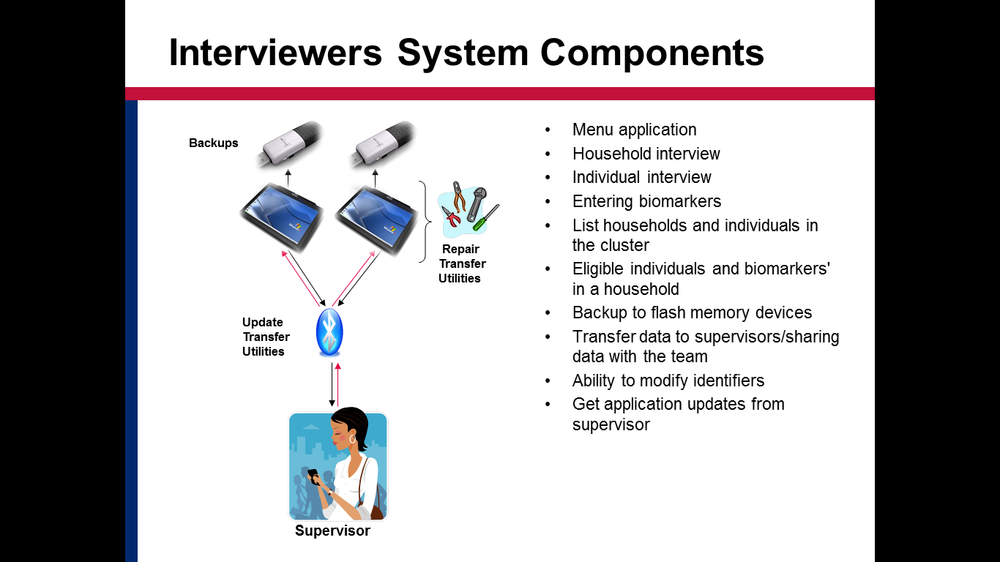 Interviewers System Components
Backups
Repair
Transfer
Utilities
Update
Transfer
Utilities
Supervisor
• Menu application
• Household interview
• Individual interview
• Entering biomarkers
• List households and individuals in
the cluster
• Eligible individuals and biomarkers'
in a household
• Backup to flash memory devices
• Transfer data to supervisors/sharing
data with the team
• Ability to modify identifiers
• Get application updates from
supervisor